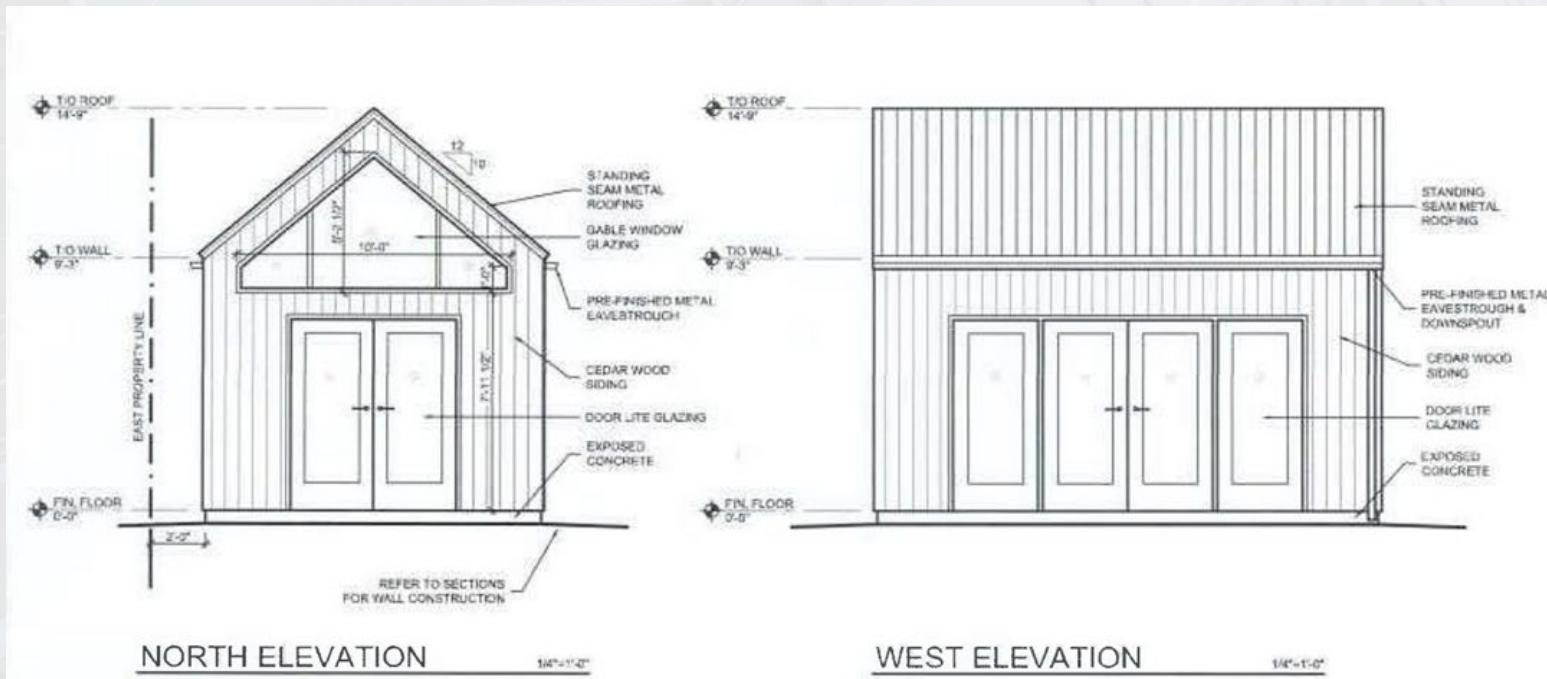 T/O ROOF
14'-9"
12
10
STANDING
SEAM METAL
ROOFING
GABLE WINDOW
GLAZING
T/O WALL
9'-3"
10'-0"
PRE-FINISHED METAL
EAVESTROUGH
EAST PROPERTY LINE
7'-11 1/2"
CEDAR WOOD
SIDING
DOOR LITE GLAZING
EXPOSED
CONCRETE
FIN. FLOOR
0'-0"
2'-0"
REFER TO SECTIONS
FOR WALL CONSTRUCTION
NORTH ELEVATION
1/4"=1'-0"
T/O ROOF
14'-9"
STANDING
SEAM METAL
ROOFING
T/O WALL
9'-3"
PRE-FINISHED METAL
EAVESTROUGH &
DOWNSPOUT
CEDAR WOOD
SIDING
DOOR LITE
GLAZING
EXPOSED
CONCRETE
FIN. FLOOR
0'-0"
WEST ELEVATION
1/4"=1'-0"